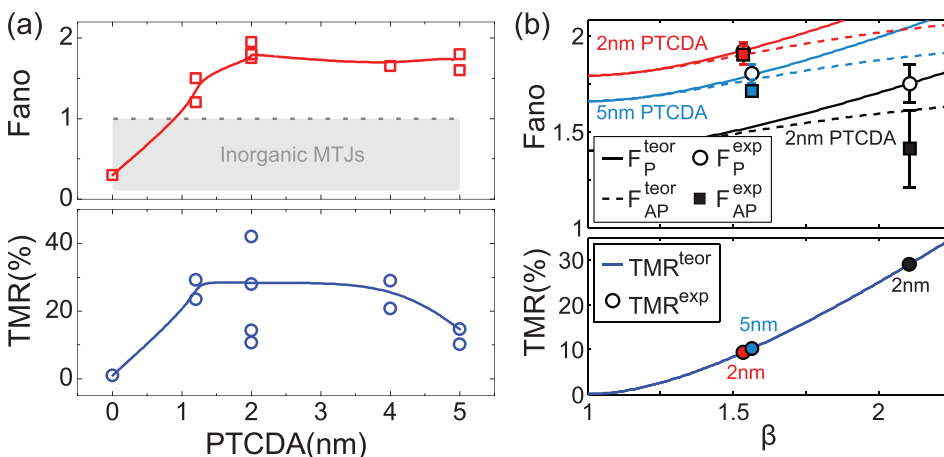 (a)
2
1
0
Fano
Inorganic MTJs
40
20
0
TMR(%)
0 1 2 3 4 5
PTCDA(nm)
(b)
2
1.5
1
Fano
2nm PTCDA
5nm PTCDA
2nm PTCDA
F_P^teor F_P^exp
F_AP^teor F_AP^exp
30
20
10
0
TMR(%)
TMR^teor
TMR^exp
5nm
2nm
2nm
1 1.5 2
β